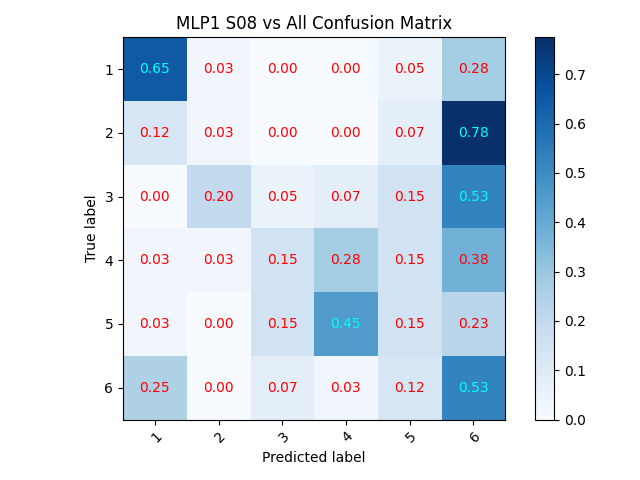 MLP1 S08 vs All Confusion Matrix
True label
1 0.65 0.03 0.00 0.00 0.05 0.28
2 0.12 0.03 0.00 0.00 0.07 0.78
3 0.00 0.20 0.05 0.07 0.15 0.53
4 0.03 0.03 0.15 0.28 0.15 0.38
5 0.03 0.00 0.15 0.45 0.15 0.23
6 0.25 0.00 0.07 0.03 0.12 0.53
1 2 3 4 5 6
Predicted label
0.7
0.6
0.5
0.4
0.3
0.2
0.1
0.0